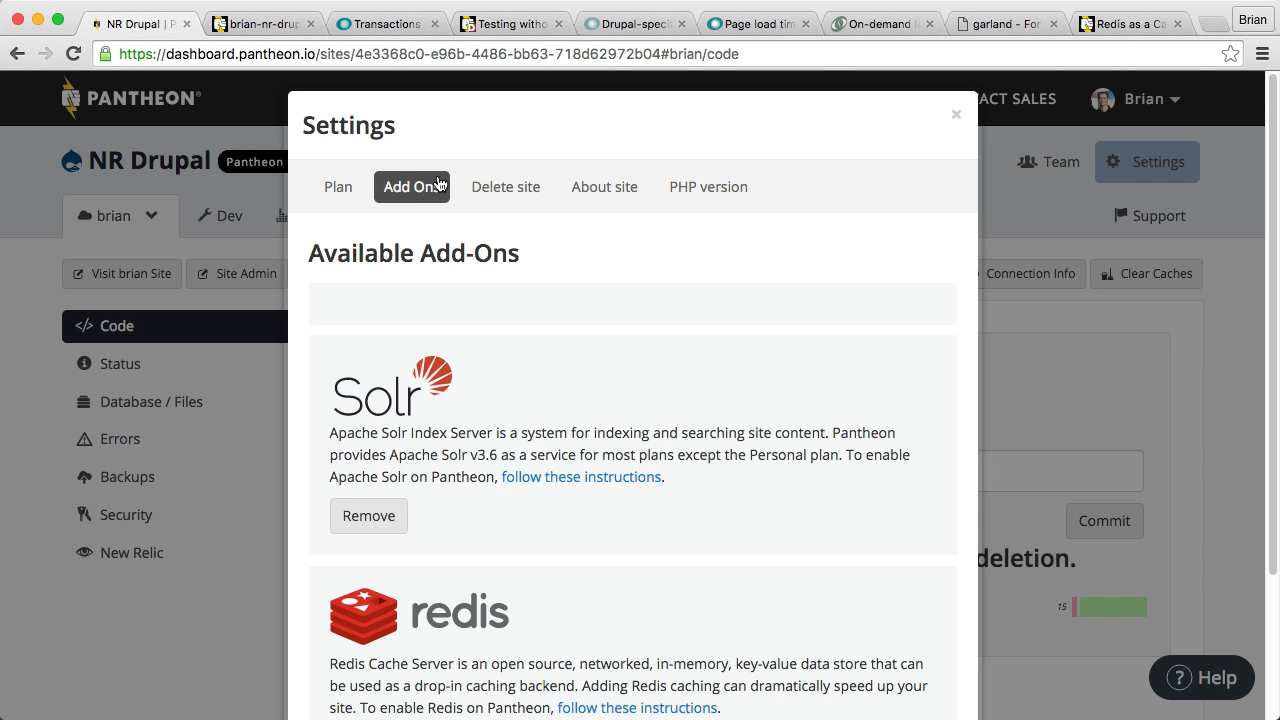 NR Drupal | P
brian-nr-drup
Transactions
Testing witho
Drupal-speci
Page load tim
On-demand
garland - Fo
Redis as a Ca
Brian
https://dashboard.pantheon.io/sites/4e3368c0-e96b-4486-bb63-718d62972b04#brian/code
PANTHEON®
TACT SALES
Brian
Settings
×
NR Drupal
Pantheon
Team
Settings
Plan
Add Ons
Delete site
About site
PHP version
brian
Dev
Support
Available Add-Ons
Visit brian Site
Site Admin
Connection Info
Clear Caches
Code
Status
Database / Files
Errors
Backups
Security
New Relic
Solr
Apache Solr Index Server is a system for indexing and searching site content. Pantheon
provides Apache Solr v3.6 as a service for most plans except the Personal plan. To enable
Apache Solr on Pantheon, follow these instructions.
Remove
Commit
deletion.
15
redis
Redis Cache Server is an open source, networked, in-memory, key-value data store that can
be used as a drop-in caching backend. Adding Redis caching can dramatically speed up your
site. To enable Redis on Pantheon, follow these instructions.
? Help